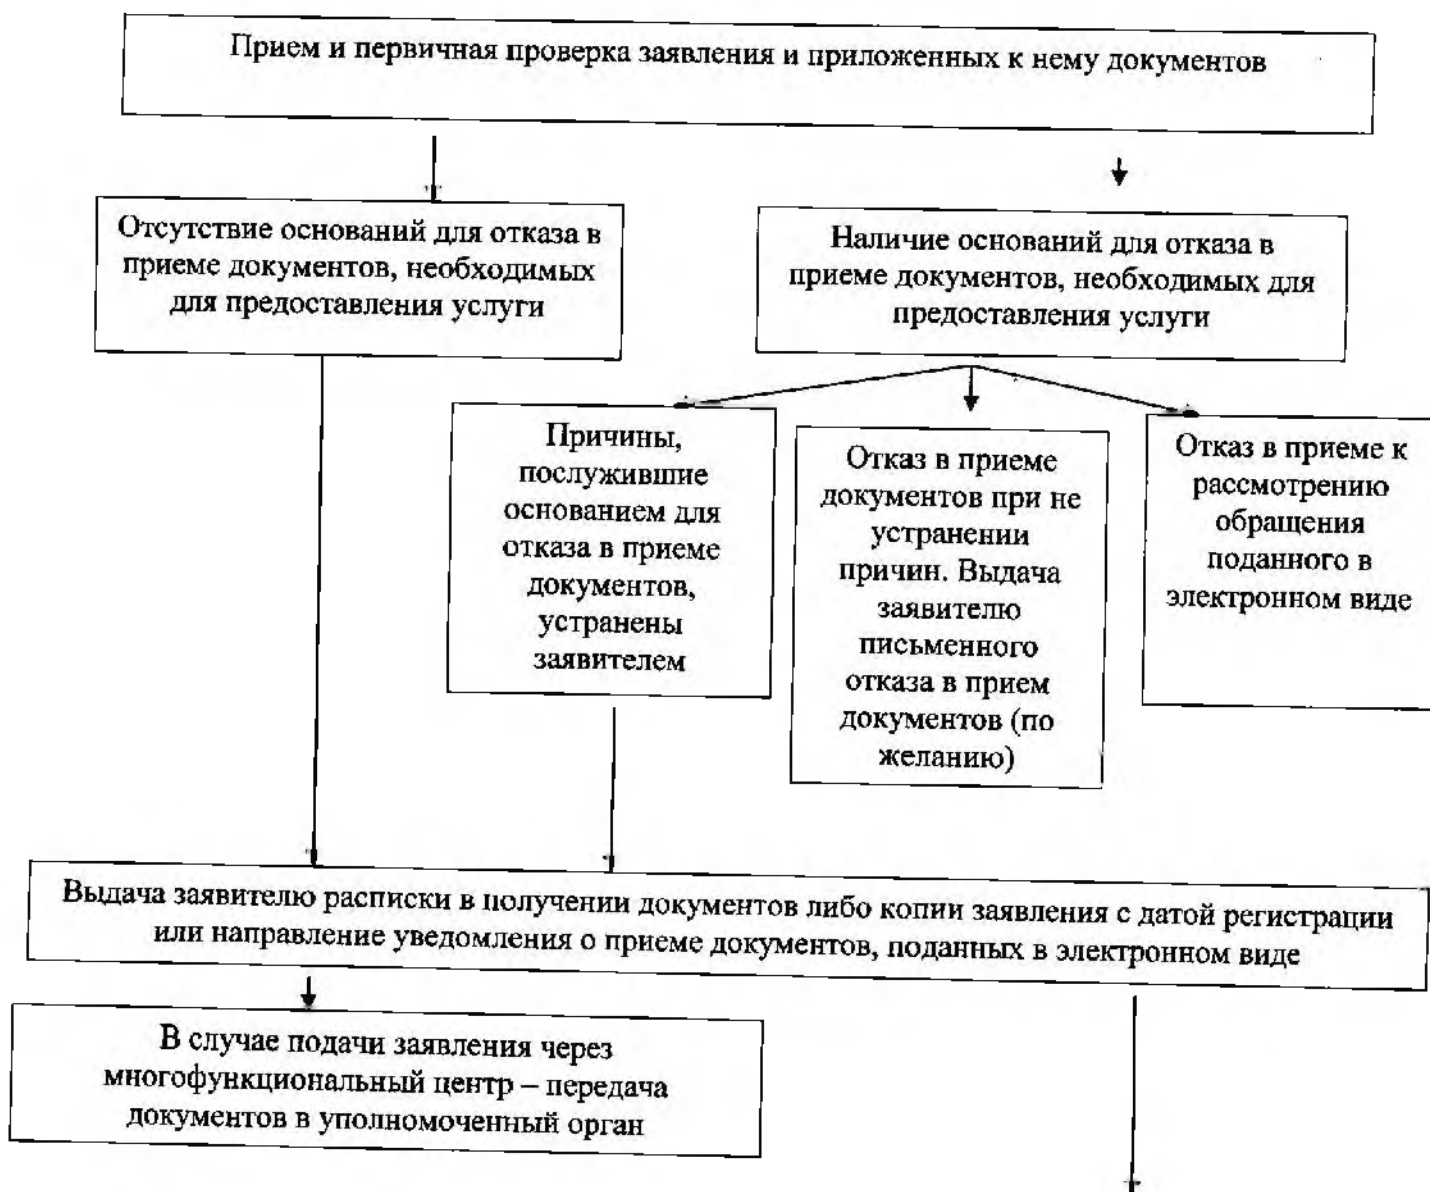 Прием и первичная проверка заявления и приложенных к нему документов
Отсутствие оснований для отказа в
приеме документов, необходимых
для предоставления услуги
Наличие оснований для отказа в
приеме документов, необходимых для
предоставления услуги
Причины,
послужившие
основанием для
отказа в приеме
документов,
устранены
заявителем
Отказ в приеме
документов при не
устранении
причин. Выдача
заявителю
письменного
отказа в прием
документов (по
желанию)
Отказ в приеме к
рассмотрению
обращения
поданного в
электронном виде
Выдача заявителю расписки в получении документов либо копии заявления с датой регистрации
или направление уведомления о приеме документов, поданных в электронном виде
В случае подачи заявления через
многофункциональный центр – передача
документов в уполномоченный орган